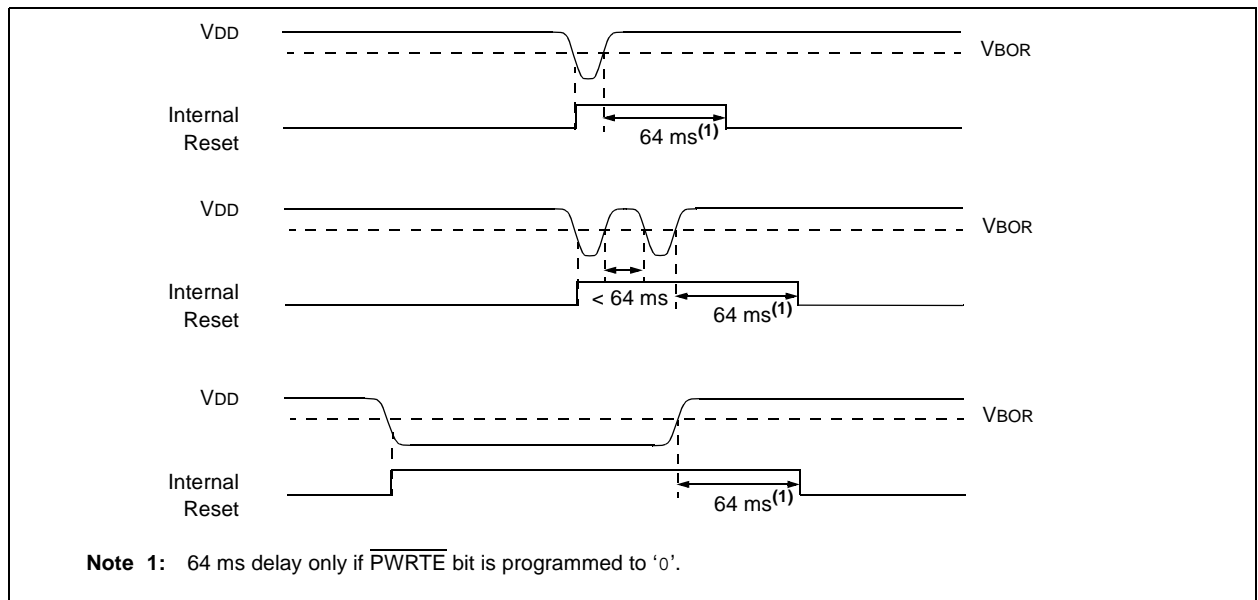 VDD
VBOR
Internal
Reset
64 ms(1)
VDD
VBOR
Internal
Reset
< 64 ms
64 ms(1)
VDD
VBOR
Internal
Reset
64 ms(1)
Note 1: 64 ms delay only if PWRTE bit is programmed to ‘0’.